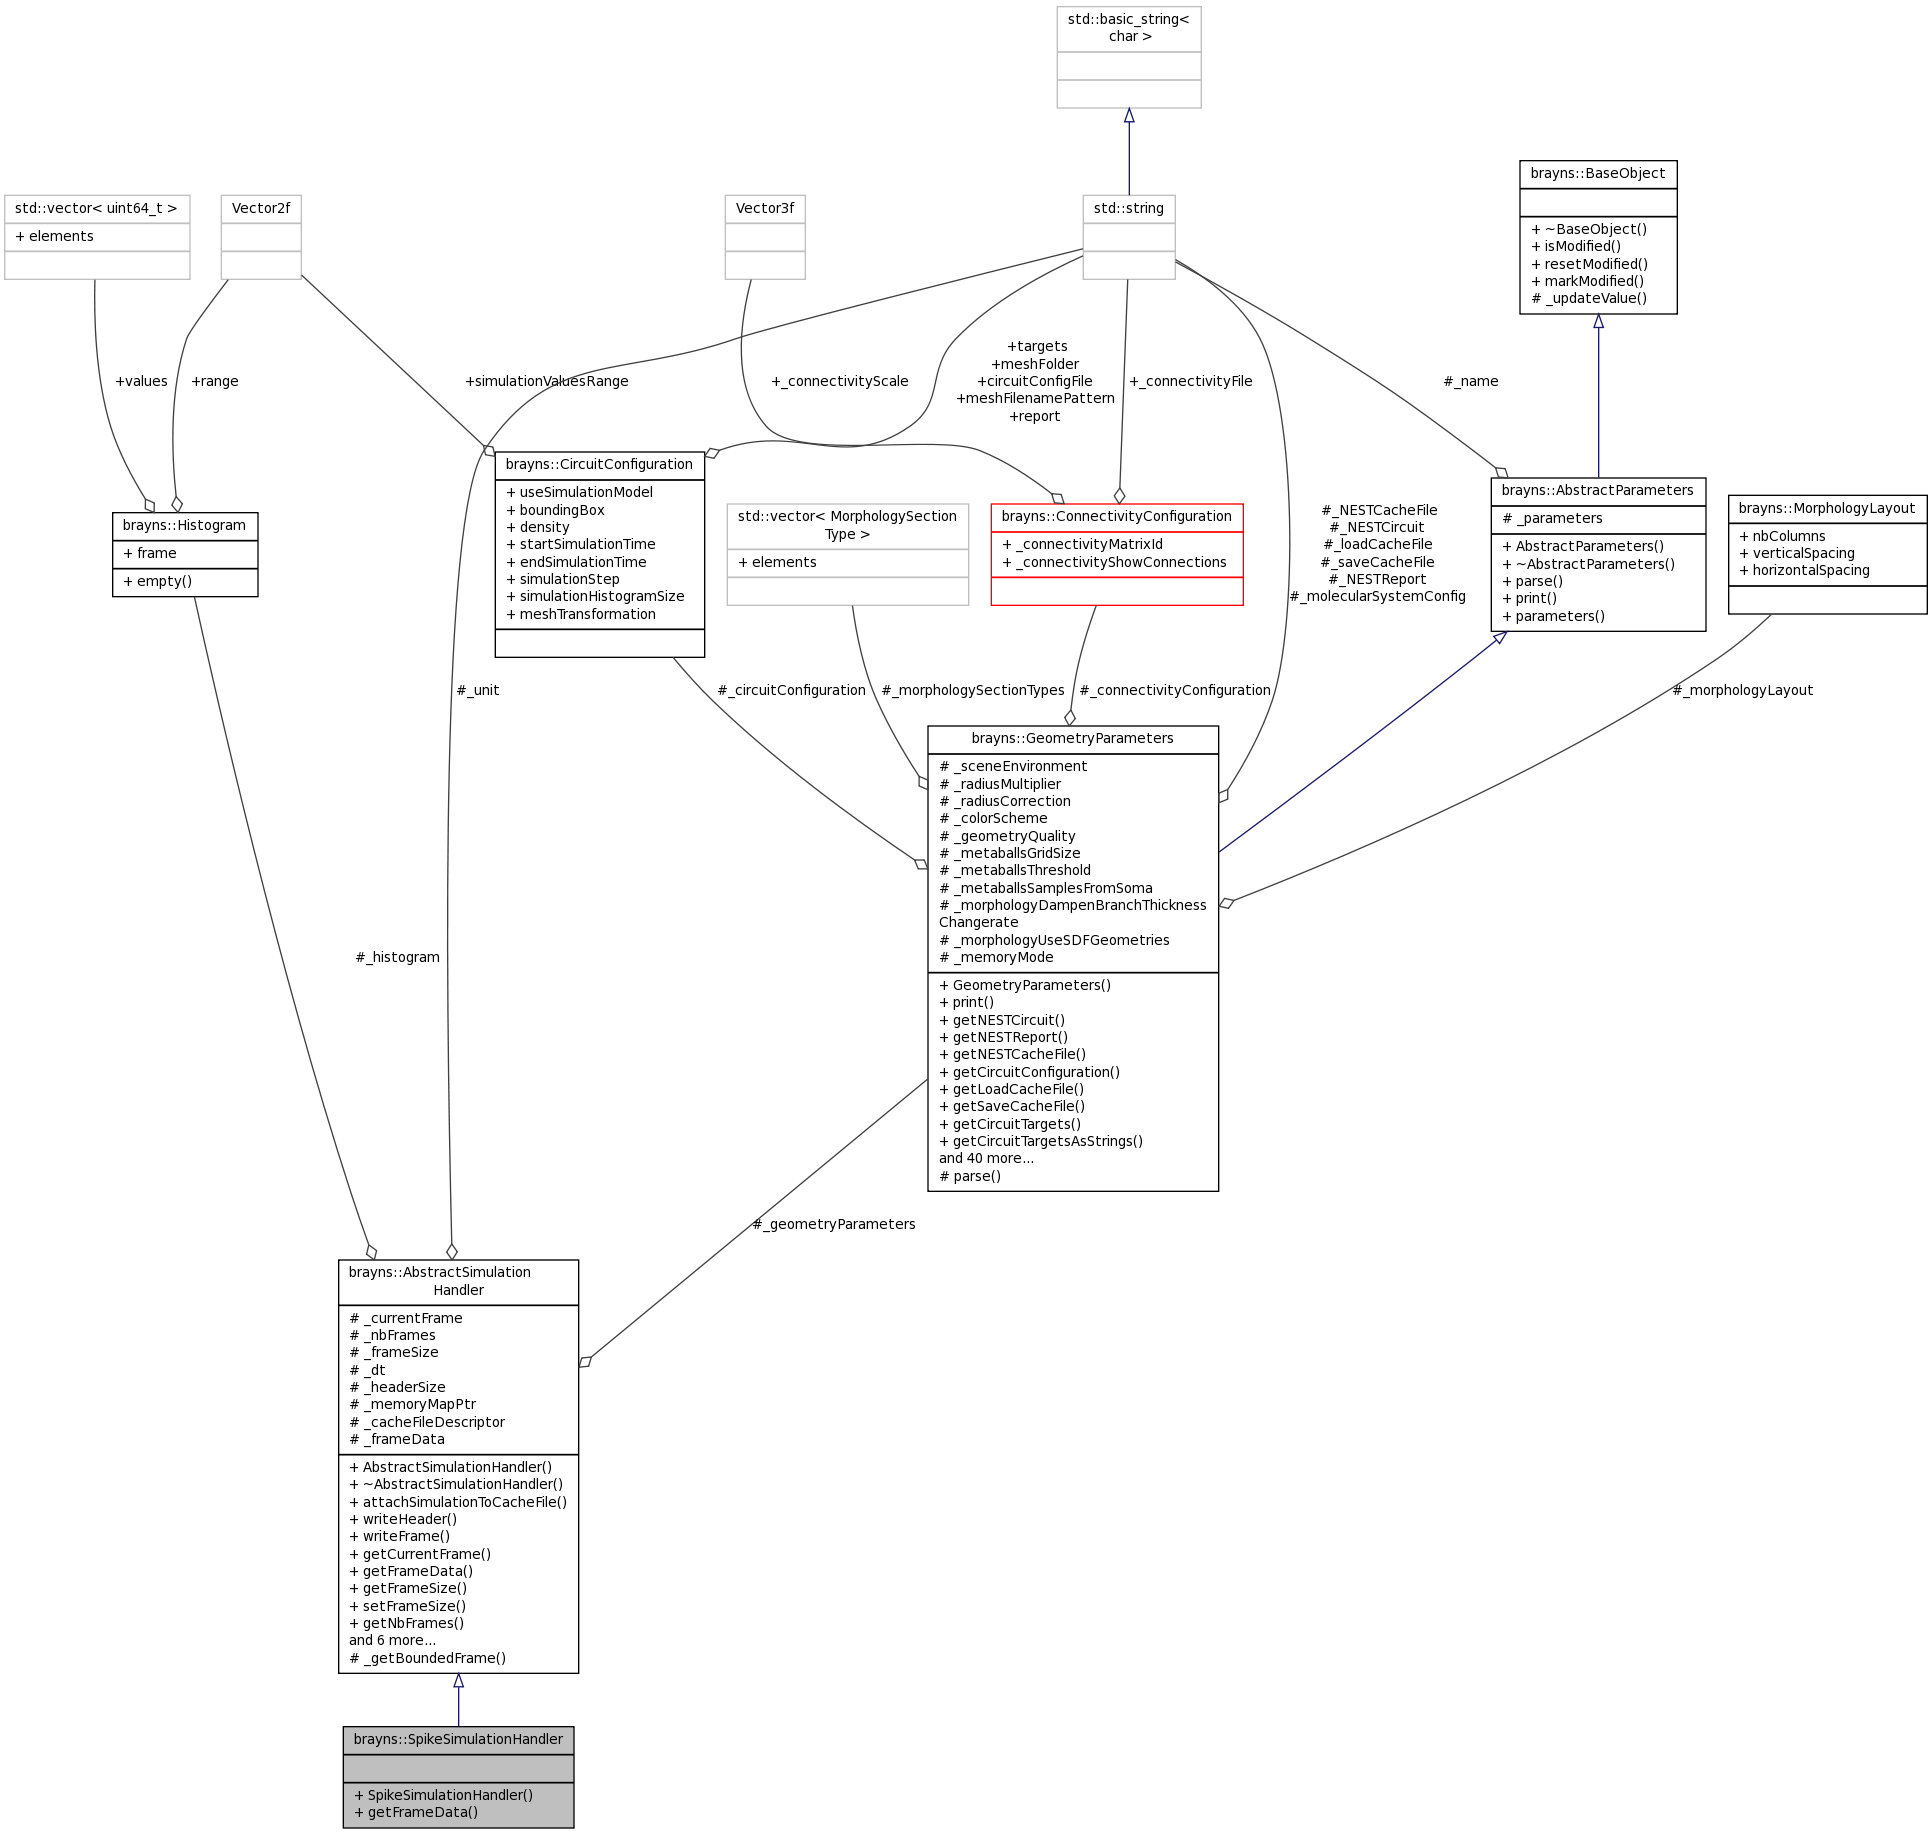 std::basic_string<
char >
std::vector< uint64_t >
+ elements
Vector2f
Vector3f
std::string
brayns::BaseObject
+ ~BaseObject()
+ isModified()
+ resetModified()
+ markModified()
# _updateValue()
+values
+range
+simulationValuesRange
+_connectivityScale
+targets
+meshFolder
+circuitConfigFile
+meshFilenamePattern
+report
+_connectivityFile
#_name
brayns::Histogram
+ frame
+ empty()
brayns::CircuitConfiguration
+ useSimulationModel
+ boundingBox
+ density
+ startSimulationTime
+ endSimulationTime
+ simulationStep
+ simulationHistogramSize
+ meshTransformation
std::vector< MorphologySection
Type >
+ elements
brayns::ConnectivityConfiguration
+ _connectivityMatrixId
+ _connectivityShowConnections
#_NESTCacheFile
#_NESTCircuit
#_loadCacheFile
#_saveCacheFile
#_NESTReport
#_molecularSystemConfig
brayns::AbstractParameters
# _parameters
+ AbstractParameters()
+ ~AbstractParameters()
+ parse()
+ print()
+ parameters()
brayns::MorphologyLayout
+ nbColumns
+ verticalSpacing
+ horizontalSpacing
#_unit
#_circuitConfiguration
#_morphologySectionTypes
#_connectivityConfiguration
#_morphologyLayout
brayns::GeometryParameters
# _sceneEnvironment
# _radiusMultiplier
# _radiusCorrection
# _colorScheme
# _geometryQuality
# _metaballsGridSize
# _metaballsThreshold
# _metaballsSamplesFromSoma
# _morphologyDampenBranchThickness
Changerate
# _morphologyUseSDFGeometries
# _memoryMode
+ GeometryParameters()
+ print()
+ getNESTCircuit()
+ getNESTReport()
+ getNESTCacheFile()
+ getCircuitConfiguration()
+ getLoadCacheFile()
+ getSaveCacheFile()
+ getCircuitTargets()
+ getCircuitTargetsAsStrings()
and 40 more...
# parse()
#_histogram
#_geometryParameters
brayns::AbstractSimulation
Handler
# _currentFrame
# _nbFrames
# _frameSize
# _dt
# _headerSize
# _memoryMapPtr
# _cacheFileDescriptor
# _frameData
+ AbstractSimulationHandler()
+ ~AbstractSimulationHandler()
+ attachSimulationToCacheFile()
+ writeHeader()
+ writeFrame()
+ getCurrentFrame()
+ getFrameData()
+ getFrameSize()
+ setFrameSize()
+ getNbFrames()
and 6 more...
# _getBoundedFrame()
brayns::SpikeSimulationHandler
+ SpikeSimulationHandler()
+ getFrameData()